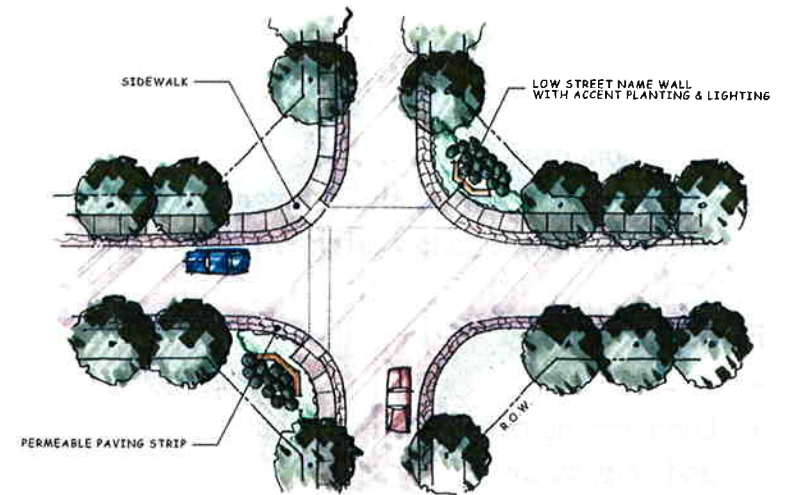 SIDEWALK
LOW STREET NAME WALL
WITH ACCENT PLANTING & LIGHTING
PERMEABLE PAVING STRIP
R.O.W.